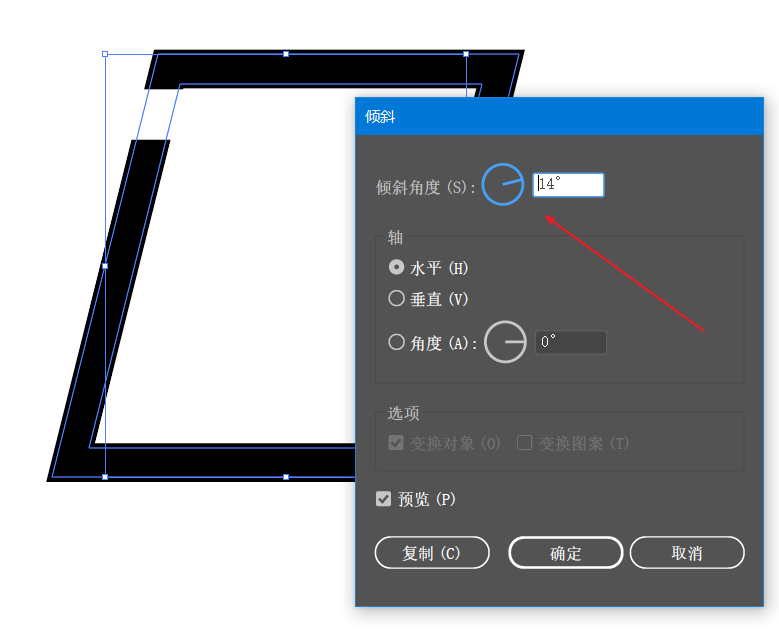 倾斜
倾斜角度 (S): 14°
轴
水平 (H)
垂直 (V)
角度 (A): 0°
选项
变换对象 (O) 变换图案 (T)
预览 (P)
复制 (C) 确定 取消